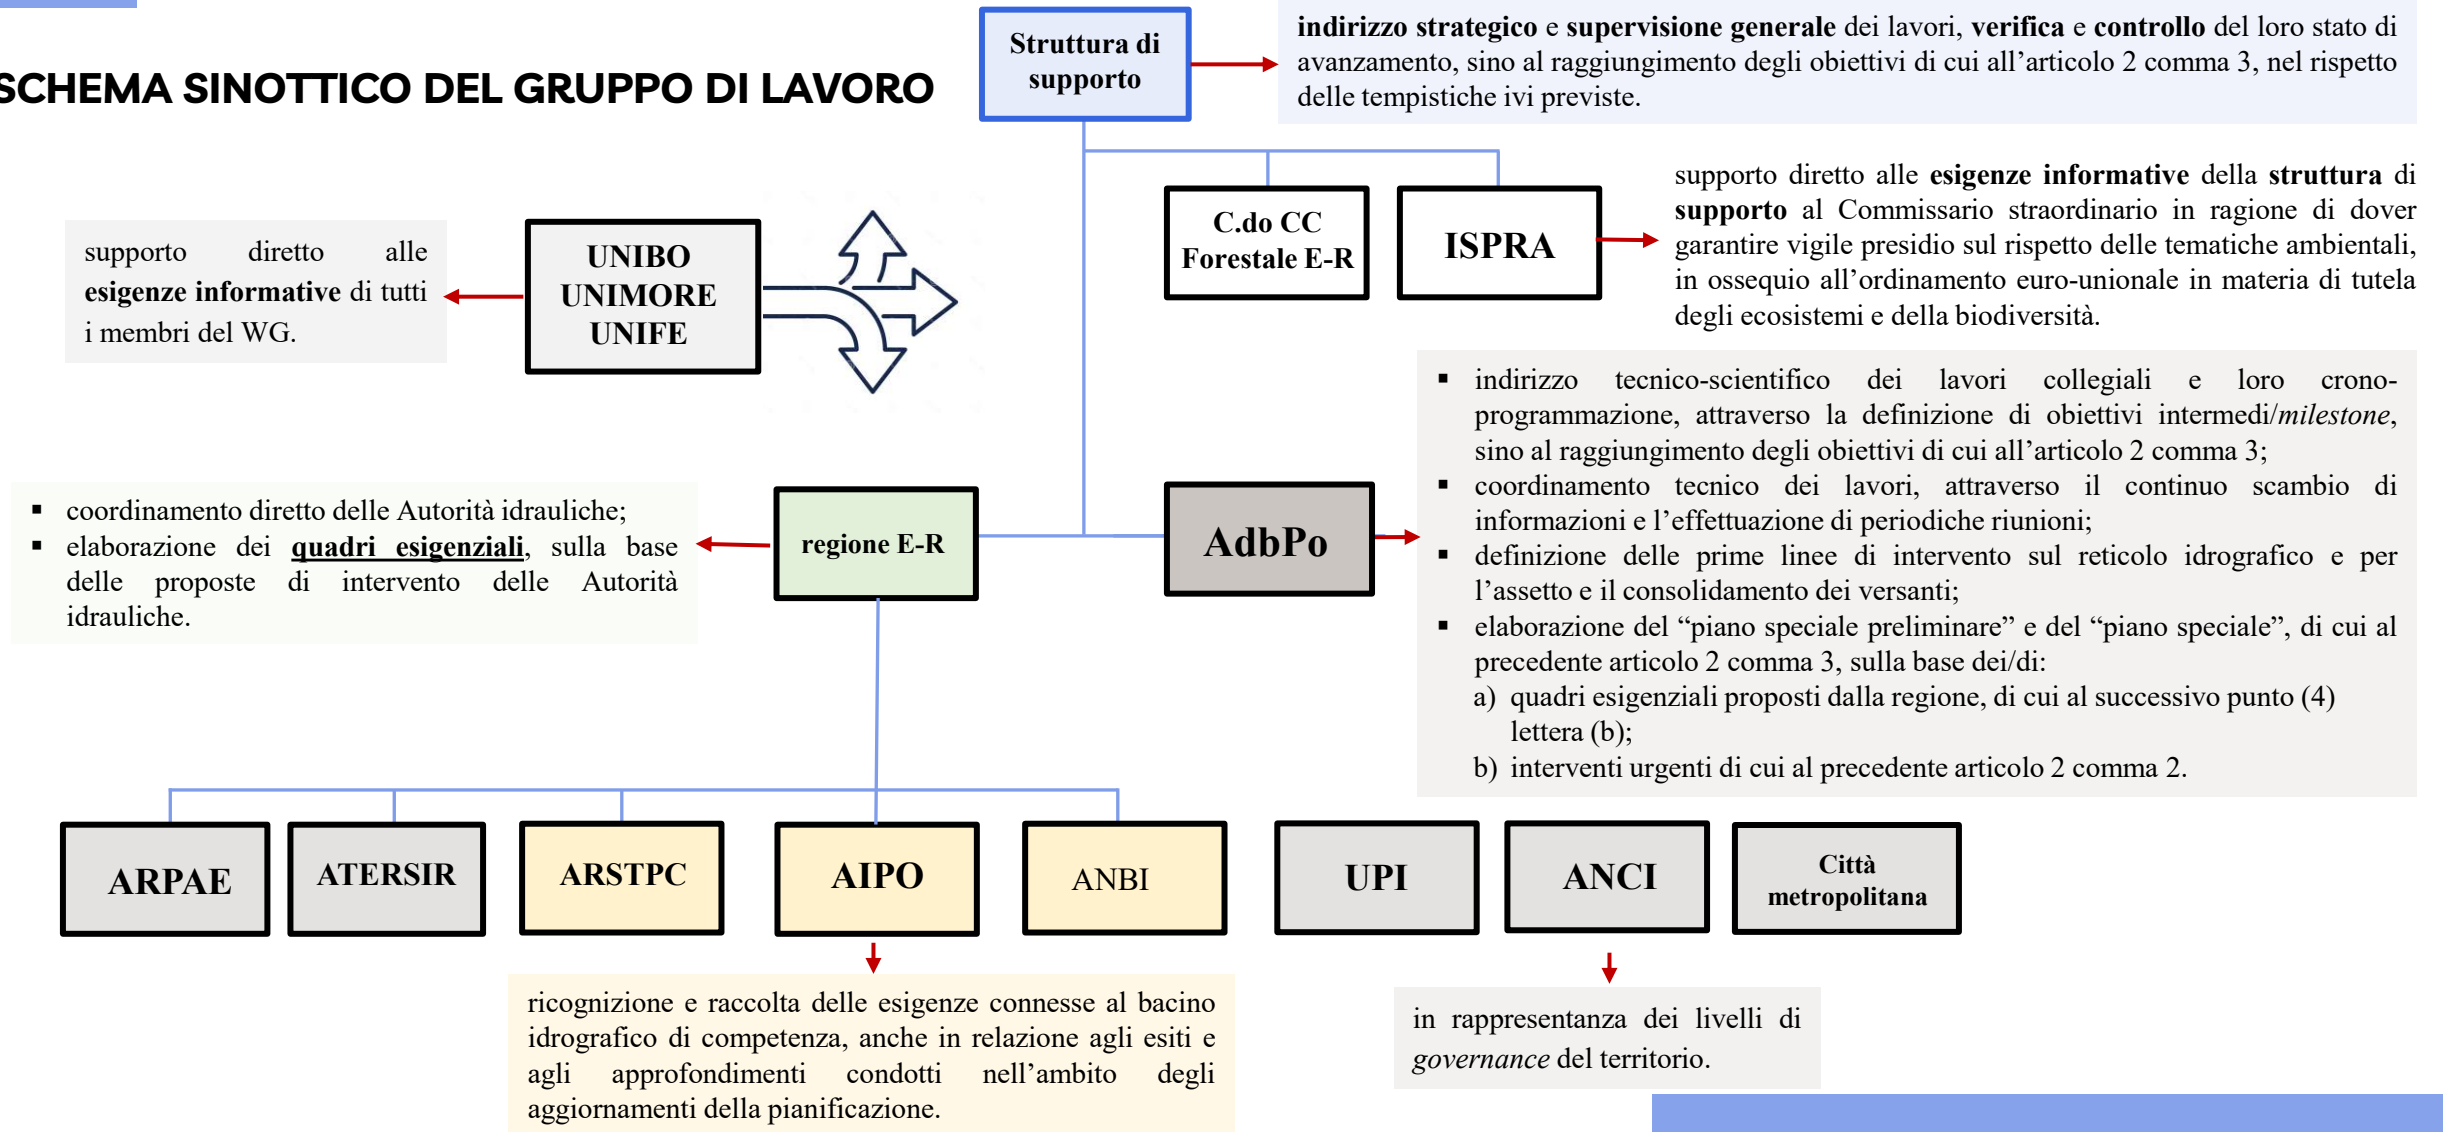 SCHEMA SINOTTICO DEL GRUPPO DI LAVORO
Struttura di
supporto
indirizzo strategico e supervisione generale dei lavori, verifica e controllo del loro stato di
avanzamento, sino al raggiungimento degli obiettivi di cui all’articolo 2 comma 3, nel rispetto
delle tempistiche ivi previste.
supporto diretto alle
esigenze informative di tutti
i membri del WG.
UNIBO
UNIMORE
UNIFE
C.do CC
Forestale E-R
ISPRA
supporto diretto alle esigenze informative della struttura di
supporto al Commissario straordinario in ragione di dover
garantire vigile presidio sul rispetto delle tematiche ambientali,
in ossequio all’ordinamento euro-unionale in materia di tutela
degli ecosistemi e della biodiversità.
▪ coordinamento diretto delle Autorità idrauliche;
▪ elaborazione dei quadri esigenziali, sulla base
delle proposte di intervento delle Autorità
idrauliche.
regione E-R
AdbPo
▪ indirizzo tecnico-scientifico dei lavori collegiali e loro crono-
programmazione, attraverso la definizione di obiettivi intermedi/milestone,
sino al raggiungimento degli obiettivi di cui all’articolo 2 comma 3;
▪ coordinamento tecnico dei lavori, attraverso il continuo scambio di
informazioni e l’effettuazione di periodiche riunioni;
▪ definizione delle prime linee di intervento sul reticolo idrografico e per
l’assetto e il consolidamento dei versanti;
▪ elaborazione del “piano speciale preliminare” e del “piano speciale”, di cui al
precedente articolo 2 comma 3, sulla base dei/di:
a) quadri esigenziali proposti dalla regione, di cui al successivo punto (4)
lettera (b);
b) interventi urgenti di cui al precedente articolo 2 comma 2.
ARPAE
ATERSIR
ARSTPC
AIPO
ANBI
UPI
ANCI
Città
metropolitana
ricognizione e raccolta delle esigenze connesse al bacino
idrografico di competenza, anche in relazione agli esiti e
agli approfondimenti condotti nell’ambito degli
aggiornamenti della pianificazione.
in rappresentanza dei livelli di
governance del territorio.